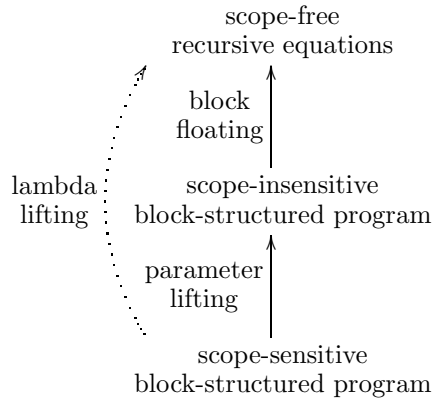 scope-free
recursive equations
block
floating
lambda
lifting
scope-insensitive
block-structured program
parameter
lifting
scope-sensitive
block-structured program